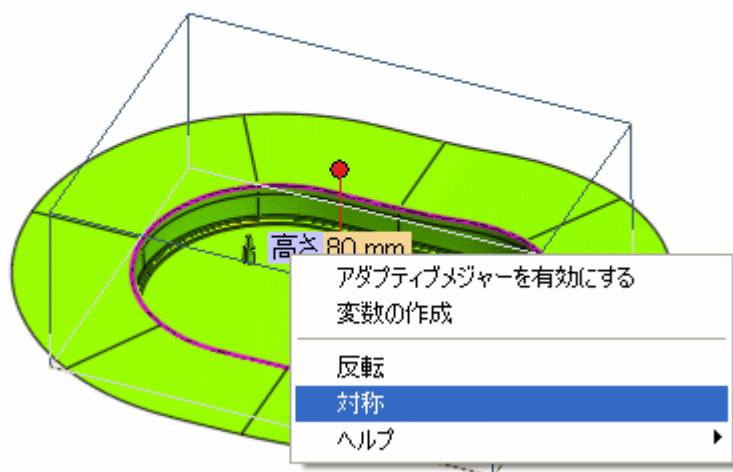 高さ 80 mm
アダプティブメジャーを有効にする
変数の作成
反転
対称
ヘルプ